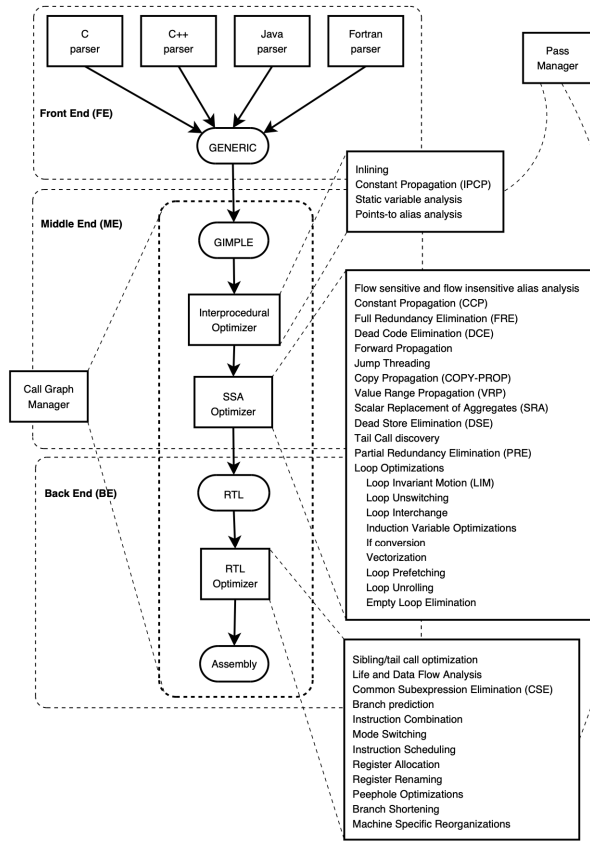 C
parser
C++
parser
Java
parser
Fortran
parser
Pass
Manager
Front End (FE)
GENERIC
Inlining
Constant Propagation (IPCP)
Static variable analysis
Points-to alias analysis
Middle End (ME)
GIMPLE
Interprocedural
Optimizer
Flow sensitive and flow insensitive alias analysis
Constant Propagation (CCP)
Full Redundancy Elimination (FRE)
Dead Code Elimination (DCE)
Forward Propagation
Jump Threading
Copy Propagation (COPY-PROP)
Value Range Propagation (VRP)
Scalar Replacement of Aggregates (SRA)
Dead Store Elimination (DSE)
Tail Call discovery
Partial Redundancy Elimination (PRE)
Loop Optimizations
Loop Invariant Motion (LIM)
Loop Unswitching
Loop Interchange
Induction Variable Optimizations
If conversion
Vectorization
Loop Prefetching
Loop Unrolling
Empty Loop Elimination
Call Graph
Manager
SSA
Optimizer
Back End (BE)
RTL
RTL
Optimizer
Assembly
Sibling/tail call optimization
Life and Data Flow Analysis
Common Subexpression Elimination (CSE)
Branch prediction
Instruction Combination
Mode Switching
Instruction Scheduling
Register Allocation
Register Renaming
Peephole Optimizations
Branch Shortening
Machine Specific Reorganizations